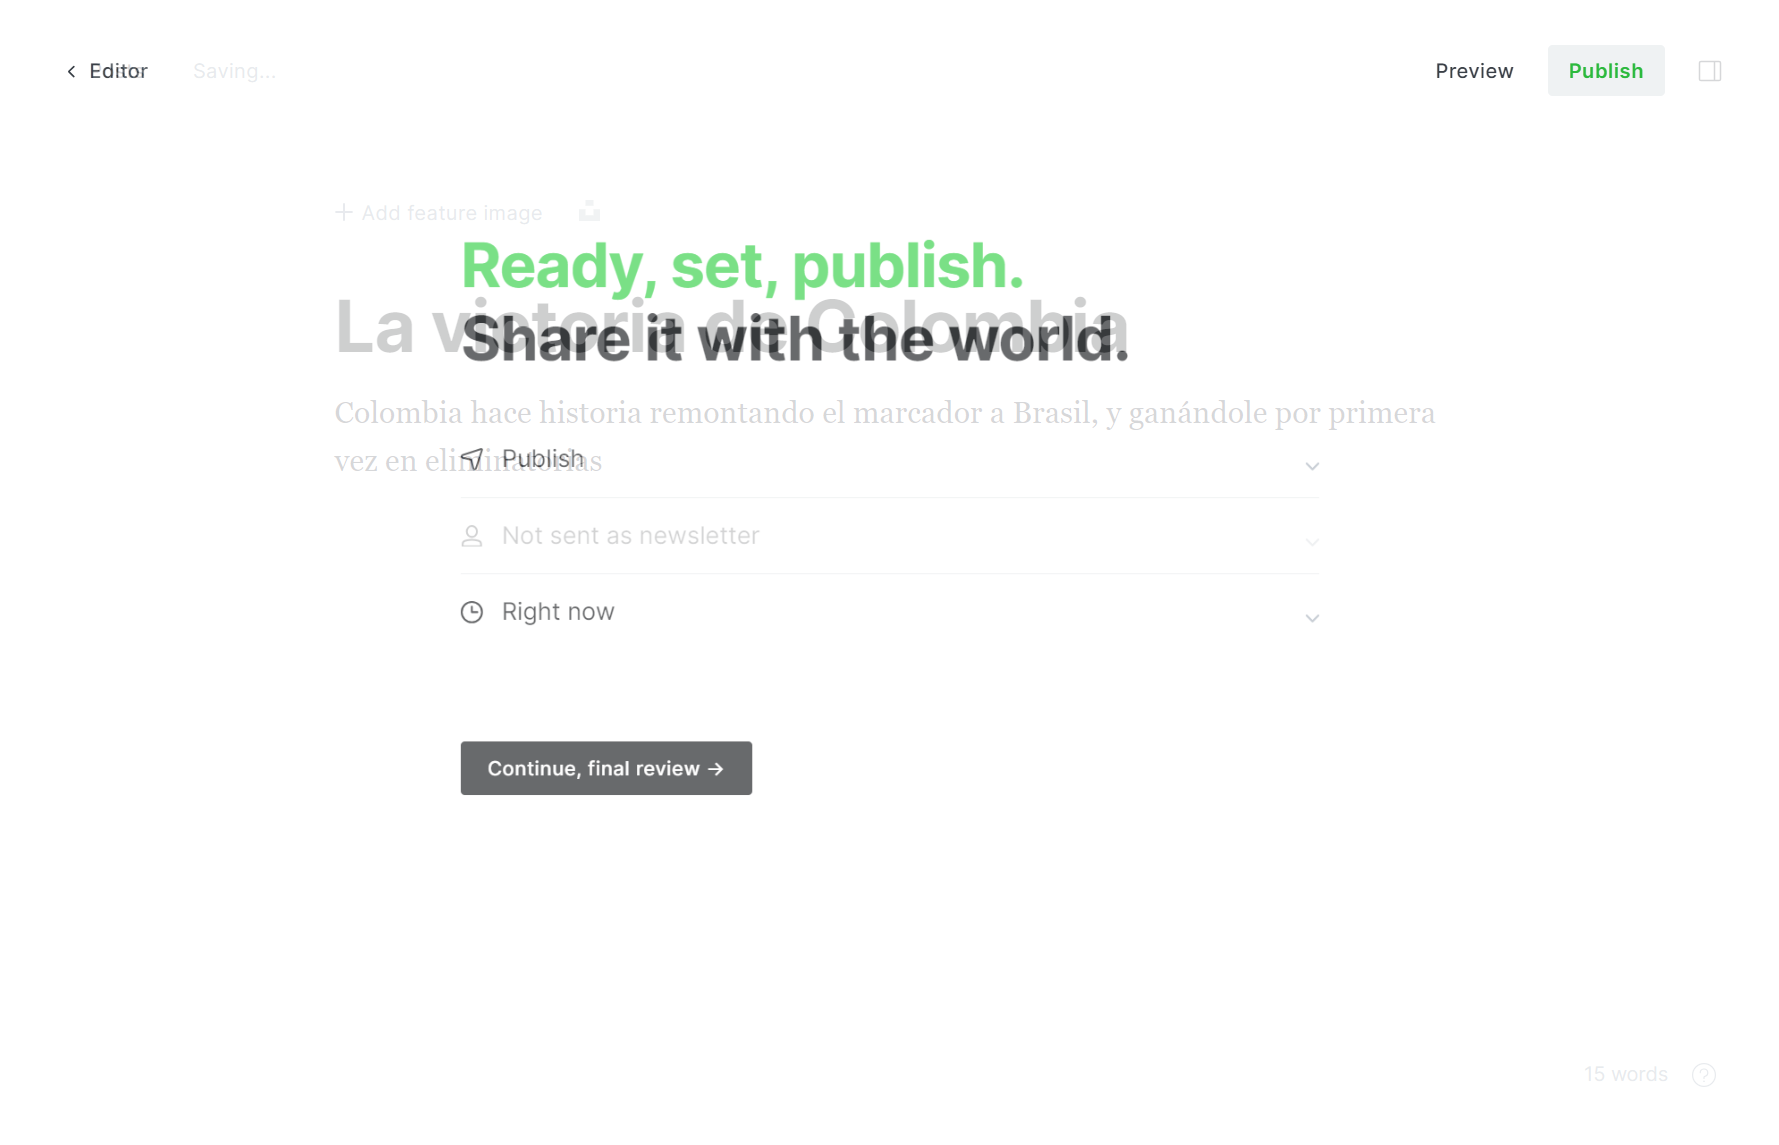 Editor
Saving...
Preview
Publish
Add feature image
Ready, set, publish.
La victoria de Colombia
Share it with the world.
Colombia hace historia remontando el marcador a Brasil, y ganándole por primera
vez en eliminatorias
Publish
Not sent as newsletter
Right now
Continue, final review →
15 words